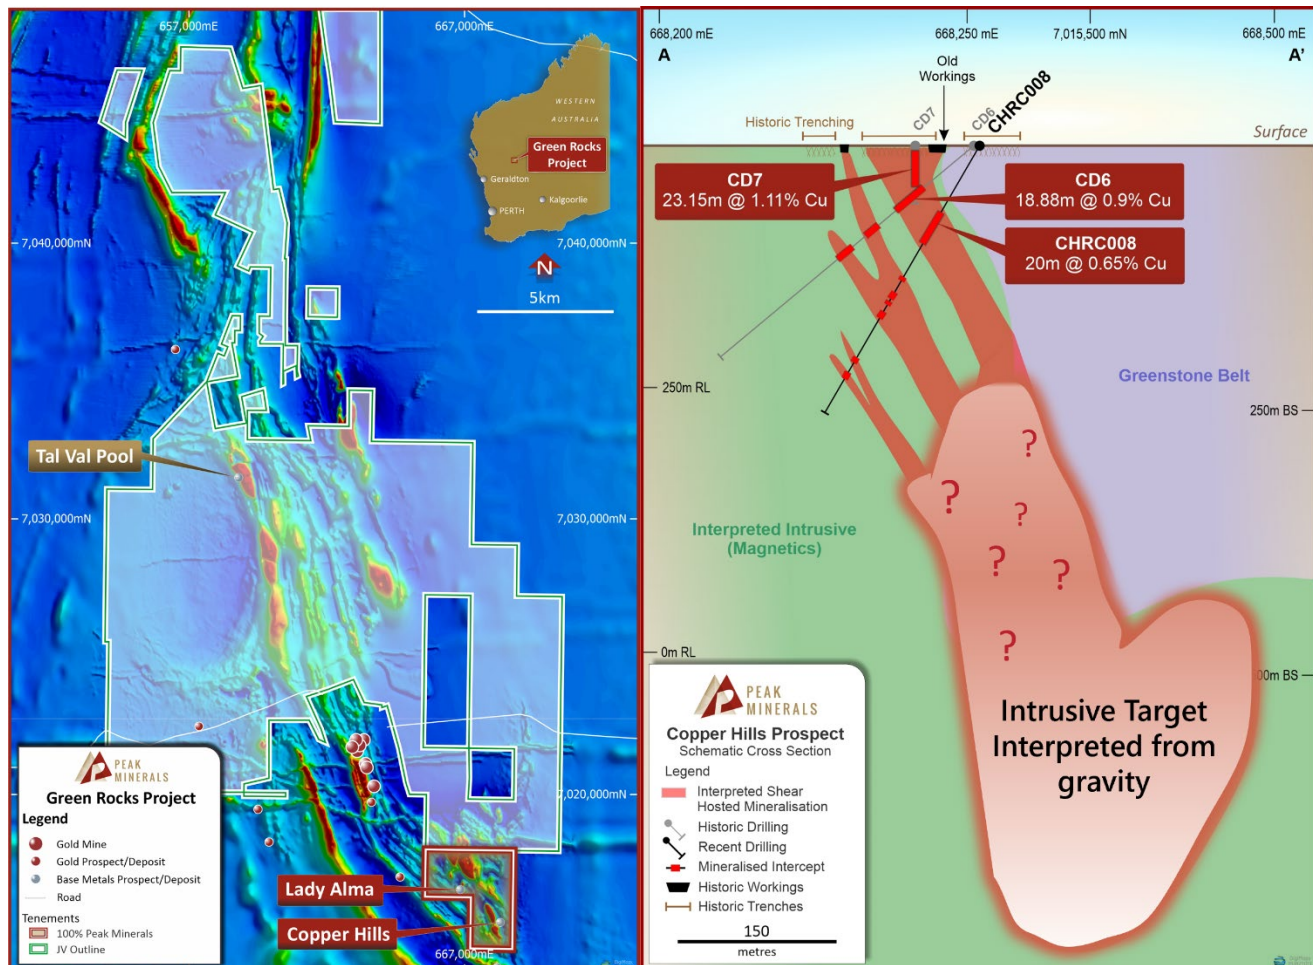 657,000mE
667,000mE
WESTERN
AUSTRALIA
Green Rocks
Project
Geraldton
Kalgoorlie
PERTH
7,040,000mN
7,040,000mN
N
5km
Tal Val Pool
7,030,000mN
7,030,000mN
7,020,000mN
Lady Alma
Copper Hills
667,000mE
PEAK
MINERALS
Green Rocks Project
Legend
Gold Mine
Gold Prospect/Deposit
Base Metals Prospect/Deposit
Road
Tenements
100% Peak Minerals
JV Outline
668,200 mE
668,250mE
7,015,500mN
668,500 mE
A
A'
Old
Workings
CD7
CD6
CHRC008
Historic Trenching
Surface
CD7
23.15m @ 1.11% Cu
CD6
18.88m @ 0.9% Cu
CHRC008
20m @ 0.65% Cu
250m RL
Greenstone Belt
250m BS
Interpreted Intrusive
(Magnetics)
?
?
?
?
?
?
0m RL
00m BS
Intrusive Target
Interpreted from
gravity
PEAK
MINERALS
Copper Hills Prospect
Schematic Cross Section
Legend
Interpreted Shear
Hosted Mineralisation
Historic Drilling
Recent Drilling
Mineralised Intercept
Historic Workings
Historic Trenches
150
metres